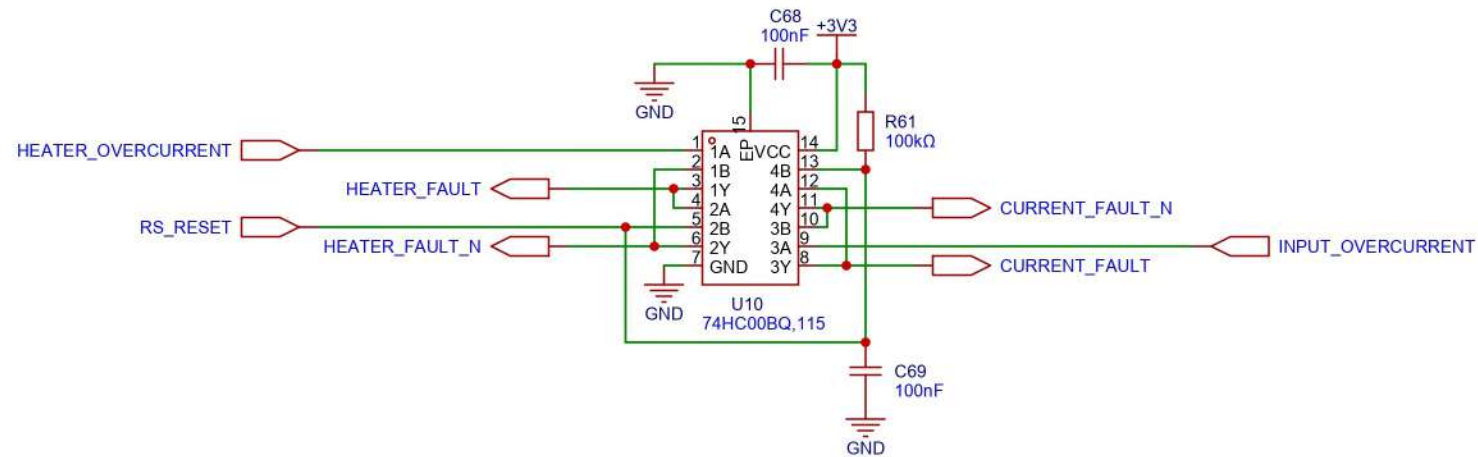 C68
100nF
+3V3
GND
R61
100kΩ
HEATER_OVERCURRENT
HEATER_FAULT
RS_RESET
HEATER_FAULT_N
1 1A
2 1B
3 1Y
4 2A
5 2B
6 2Y
7 GND
15 EP
VCC 14
4B 13
4A 12
4Y 11
3B 10
3A 9
3Y 8
CURRENT_FAULT_N
INPUT_OVERCURRENT
CURRENT_FAULT
GND
U10
74HC00BQ,115
C69
100nF
GND